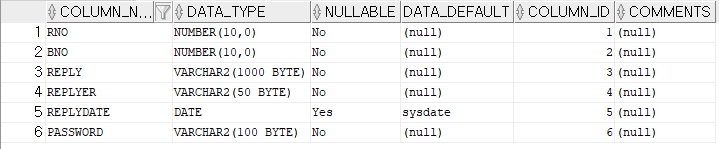 COLUMN_N... DATA_TYPE NULLABLE DATA_DEFAULT COLUMN_ID COMMENTS
1 RNO NUMBER(10,0) No (null) 1 (null)
2 BNO NUMBER(10,0) No (null) 2 (null)
3 REPLY VARCHAR2(1000 BYTE) No (null) 3 (null)
4 REPLYER VARCHAR2(50 BYTE) No (null) 4 (null)
5 REPLYDATE DATE Yes sysdate 5 (null)
6 PASSWORD VARCHAR2(100 BYTE) No (null) 6 (null)